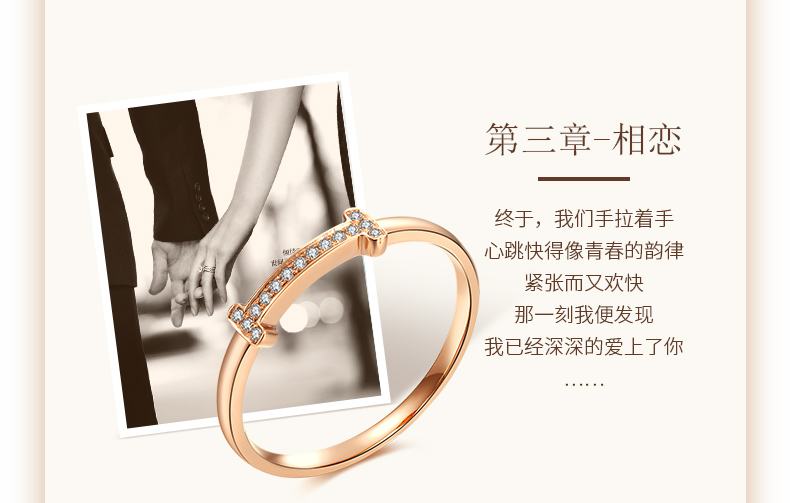 第三章-相恋
终于，我们手拉着手
心跳快得像青春的韵律
紧张而又欢快
那一刻我便发现
我已经深深的爱上了你
……